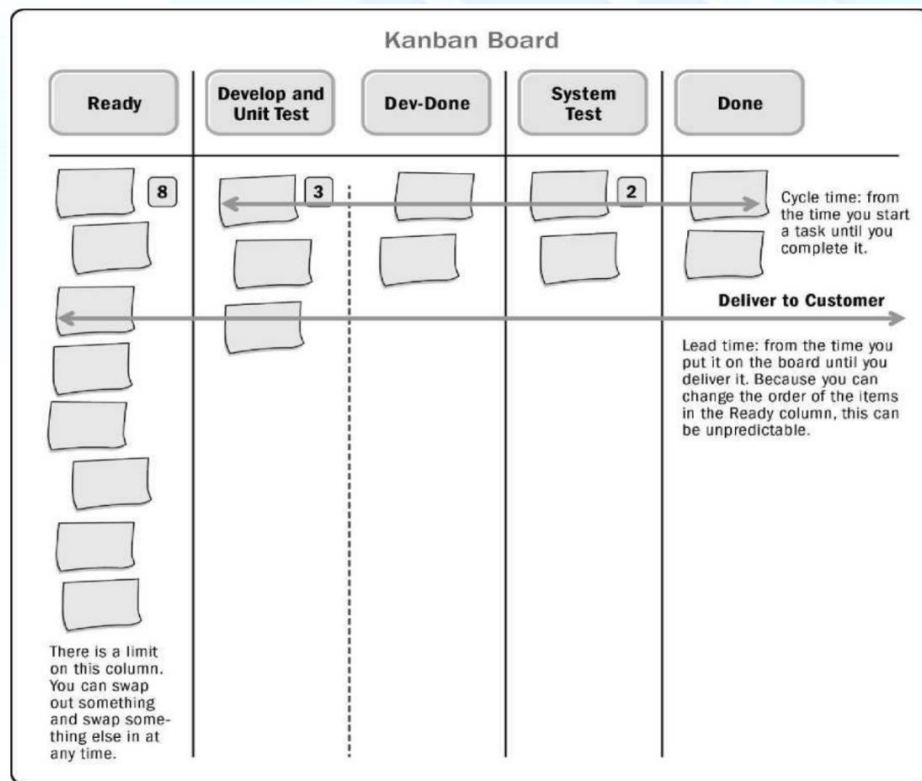 Kanban Board
Ready
Develop and
Unit Test
Dev-Done
System
Test
Done
8
3
2
Cycle time: from
the time you start
a task until you
complete it.
Deliver to Customer
Lead time: from the time you
put it on the board until you
deliver it. Because you can
change the order of the items
in the Ready column, this can
be unpredictable.
There is a limit
on this column.
You can swap
out something
and swap some-
thing else in at
any time.